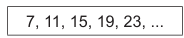 7, 11, 15, 19, 23, ...